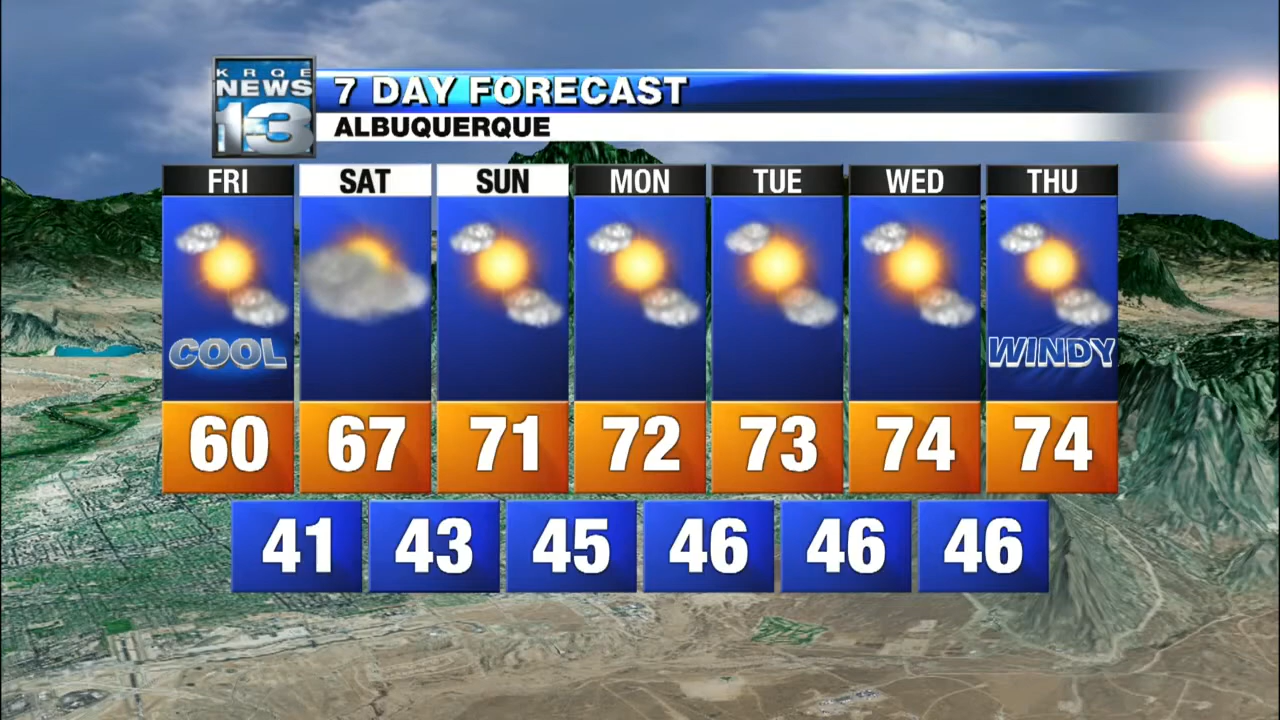 KRQE
NEWS
13
7 DAY FORECAST
ALBUQUERQUE
FRI SAT SUN MON TUE WED THU
COOL WINDY
60 67 71 72 73 74 74
41 43 45 46 46 46